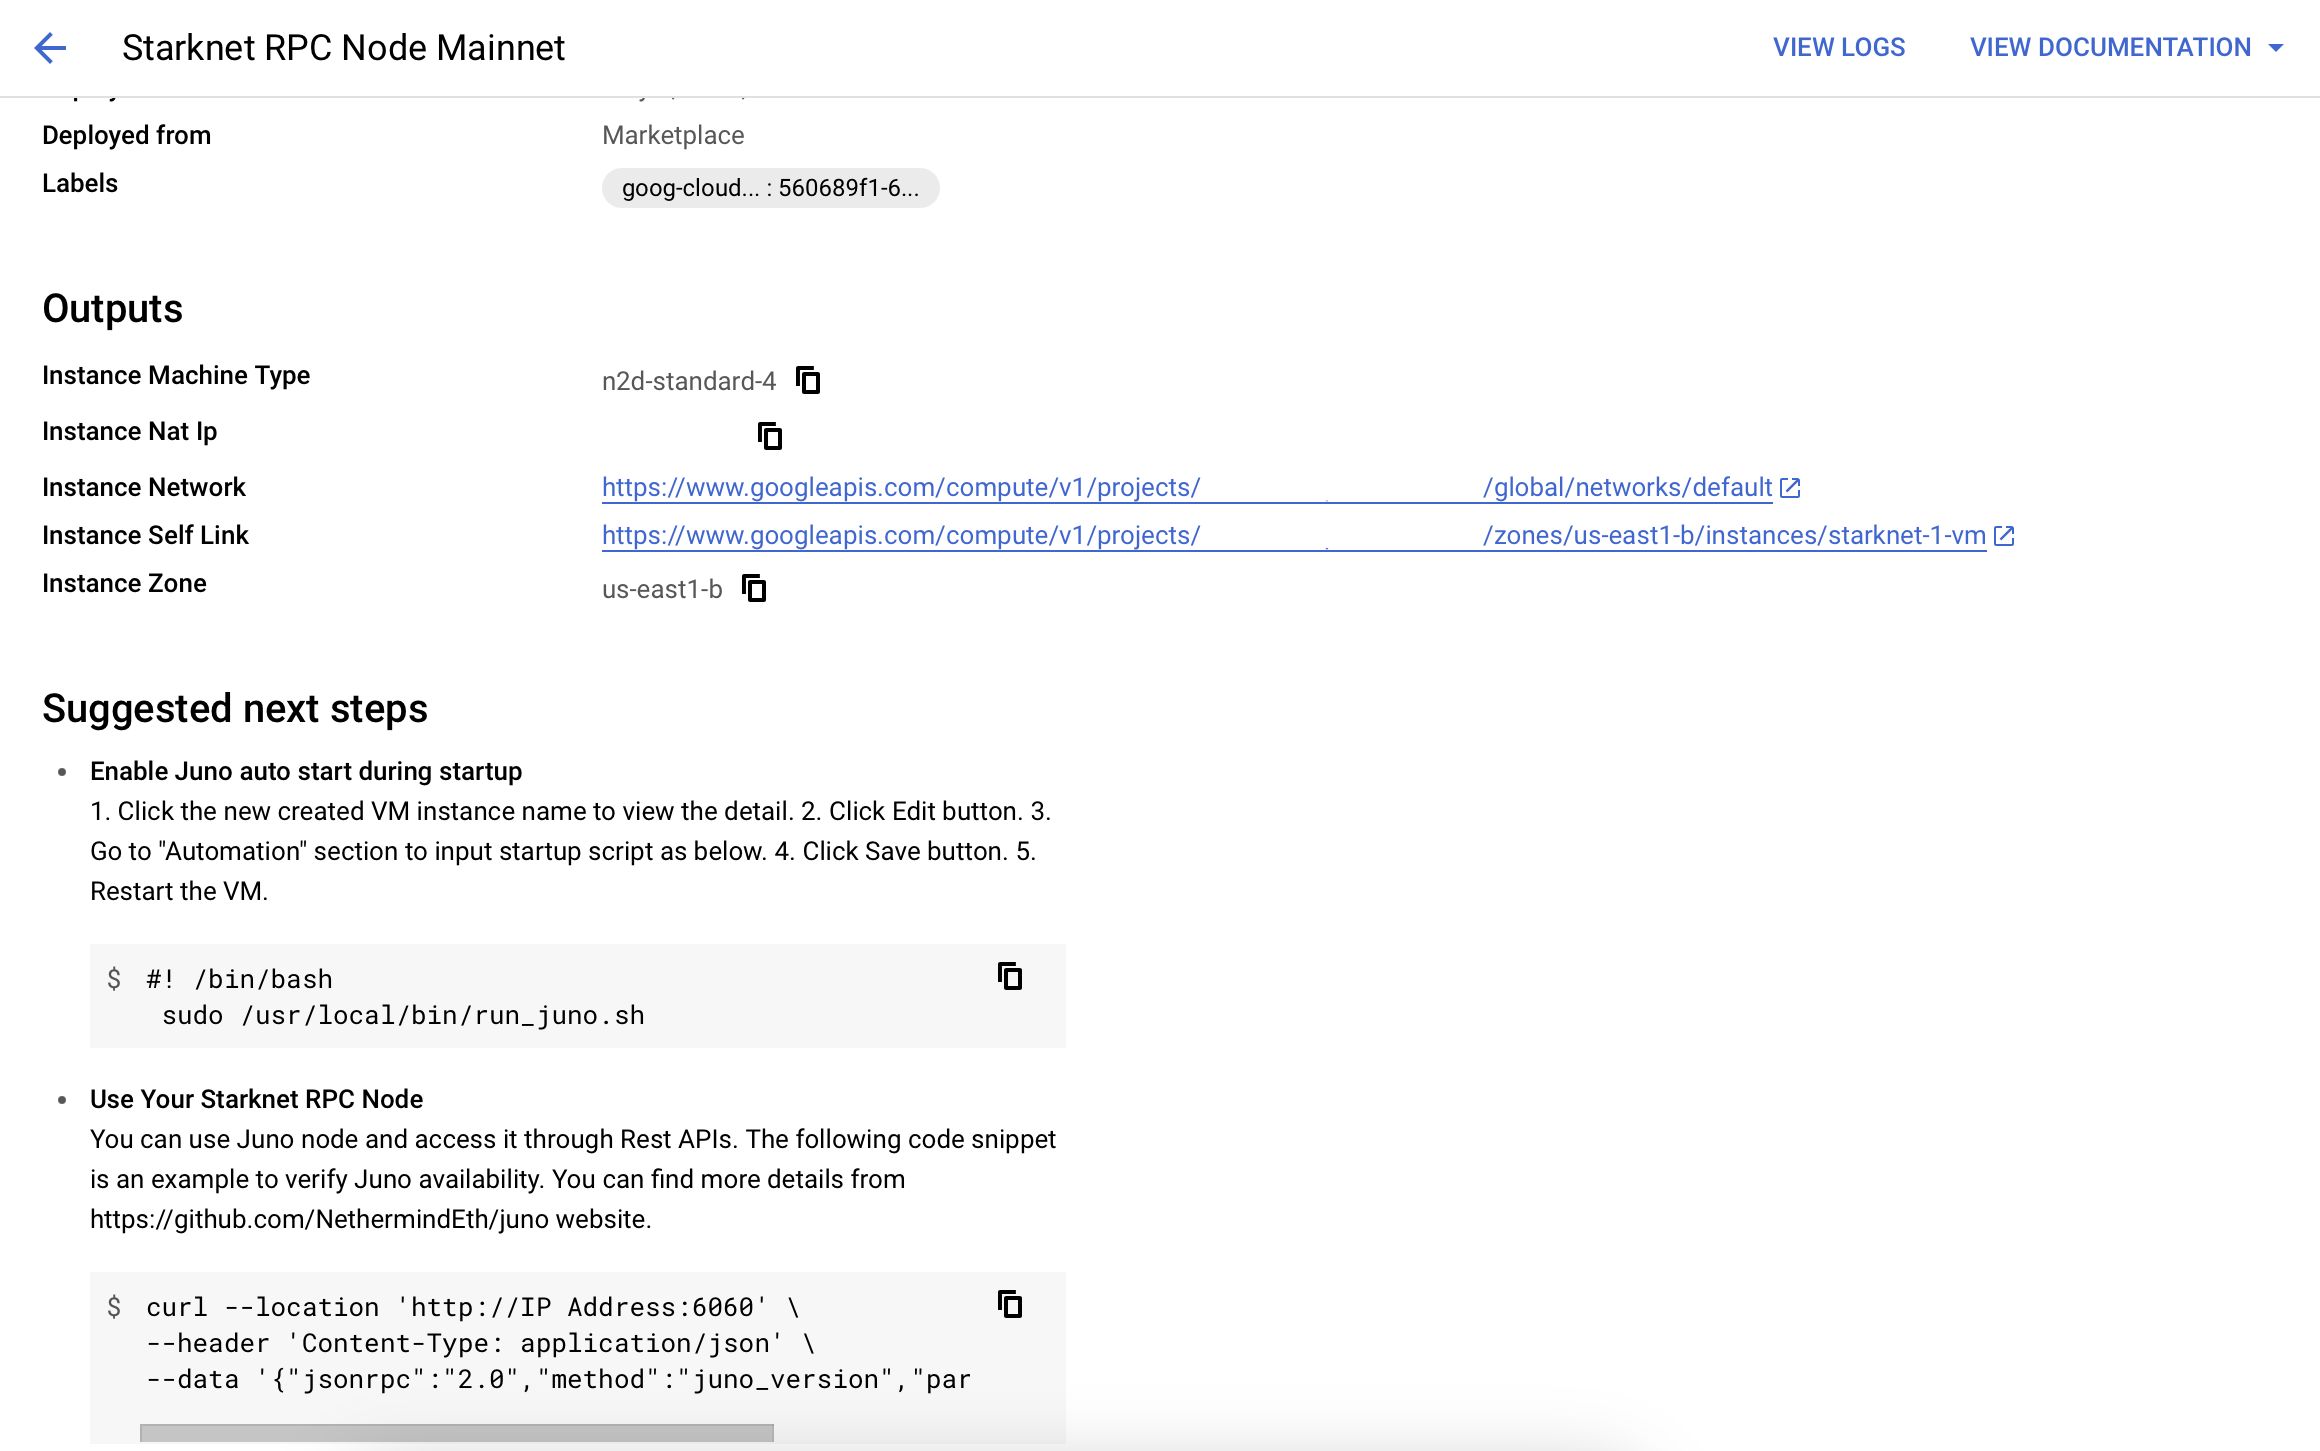 Starknet RPC Node Mainnet
VIEW LOGS
VIEW DOCUMENTATION
Deployed from
Marketplace
Labels
goog-cloud... : 560689f1-6...
Outputs
Instance Machine Type
n2d-standard-4
Instance Nat Ip
Instance Network
https://www.googleapis.com/compute/v1/projects/ /global/networks/default
Instance Self Link
https://www.googleapis.com/compute/v1/projects/ /zones/us-east1-b/instances/starknet-1-vm
Instance Zone
us-east1-b
Suggested next steps
• Enable Juno auto start during startup
1. Click the new created VM instance name to view the detail. 2. Click Edit button. 3.
Go to "Automation" section to input startup script as below. 4. Click Save button. 5.
Restart the VM.
$ #! /bin/bash
sudo /usr/local/bin/run_juno.sh
• Use Your Starknet RPC Node
You can use Juno node and access it through Rest APIs. The following code snippet
is an example to verify Juno availability. You can find more details from
https://github.com/NethermindEth/juno website.
$ curl --location 'http://IP Address:6060' \
--header 'Content-Type: application/json' \
--data '{"jsonrpc":"2.0","method":"juno_version","par